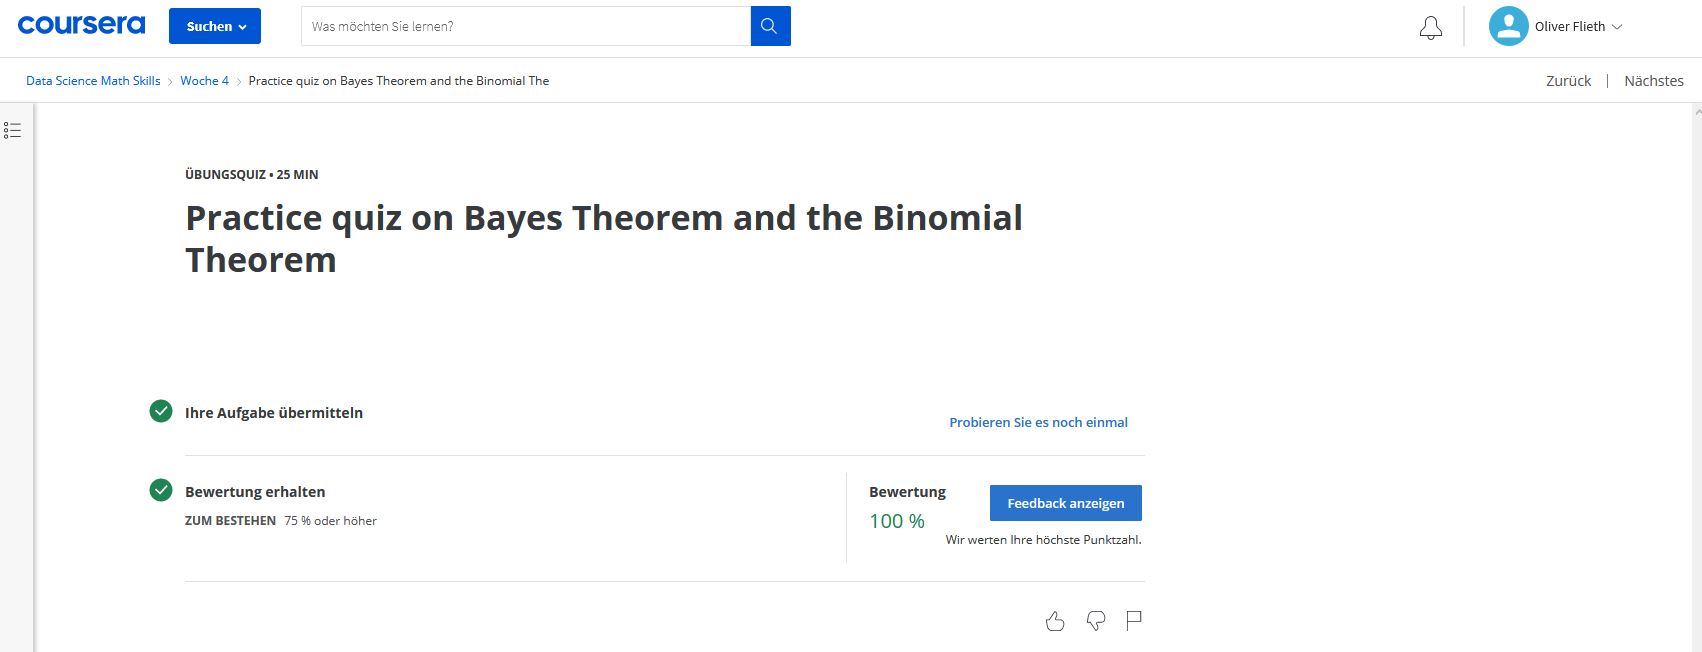 coursera
Suchen
Was möchten Sie lernen?
Oliver Flieth
Data Science Math Skills > Woche 4 > Practice quiz on Bayes Theorem and the Binomial The
Zurück | Nächstes
ÜBUNGSQUIZ • 25 MIN
Practice quiz on Bayes Theorem and the Binomial
Theorem
Ihre Aufgabe übermitteln
Probieren Sie es noch einmal
Bewertung erhalten
ZUM BESTEHEN 75 % oder höher
Bewertung
100 %
Feedback anzeigen
Wir werten Ihre höchste Punktzahl.